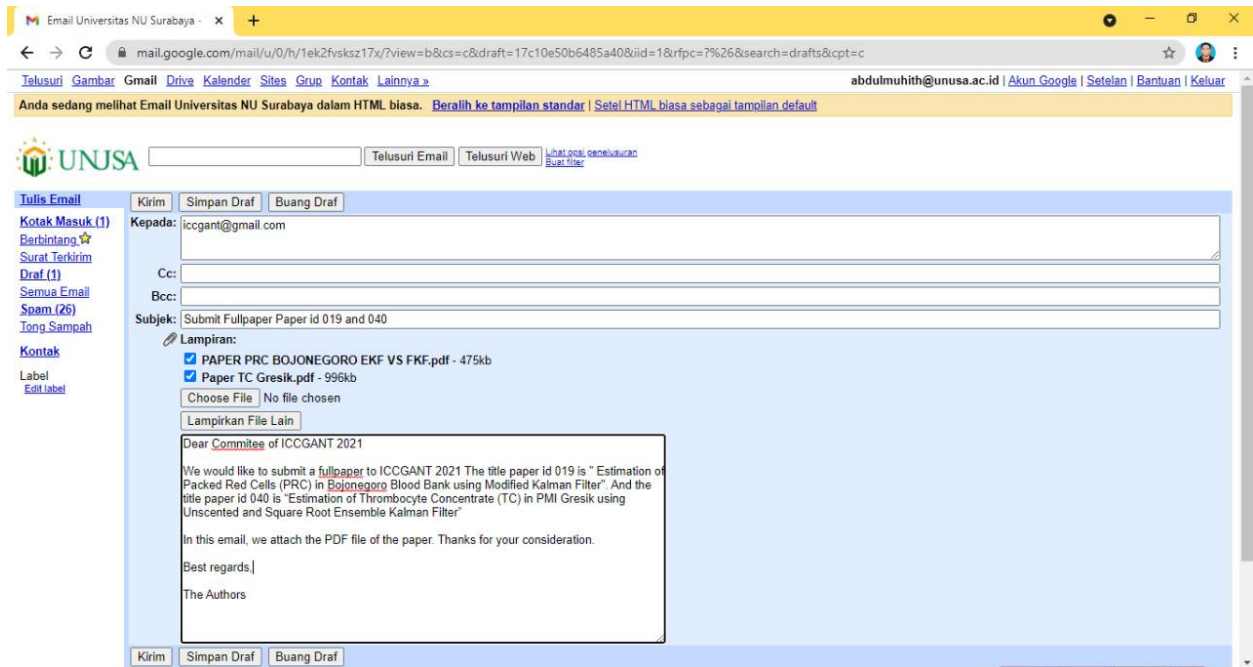 Email Universitas NU Surabaya -
mail.google.com/mail/u/0/h/1ek2fvsksz17x/?view=b&cs=c&draft=17c10e50b6485a40&iid=1&rfpc=?%26&search=drafts&cpt=c
Telusuri Gambar Gmail Drive Kalender Sites Grup Kontak Lainnya »
abdulmuhith@unusa.ac.id | Akun Google | Setelan | Bantuan | Keluar
Anda sedang melihat Email Universitas NU Surabaya dalam HTML biasa. Beralih ke tampilan standar | Setel HTML biasa sebagai tampilan default
UNUSA
Telusuri Email Telusuri Web
Lihat opsi penelusuran
Buat filter
Tulis Email
Kotak Masuk (1)
Berbintang
Surat Terkirim
Draf (1)
Semua Email
Spam (26)
Tong Sampah
Kontak
Label
Edit label
Kirim Simpan Draf Buang Draf
Kepada: iccgant@gmail.com
Cc:
Bcc:
Subjek: Submit Fullpaper Paper id 019 and 040
Lampiran:
PAPER PRC BOJONEGORO EKF VS FKF.pdf - 475kb
Paper TC Gresik.pdf - 996kb
Choose File No file chosen
Lampirkan File Lain
Dear Commitee of ICCGANT 2021
We would like to submit a fullpaper to ICCGANT 2021 The title paper id 019 is " Estimation of
Packed Red Cells (PRC) in Bojonegoro Blood Bank using Modified Kalman Filter". And the
title paper id 040 is "Estimation of Thrombocyte Concentrate (TC) in PMI Gresik using
Unscented and Square Root Ensemble Kalman Filter"
In this email, we attach the PDF file of the paper. Thanks for your consideration.
Best regards,
The Authors
Kirim Simpan Draf Buang Draf